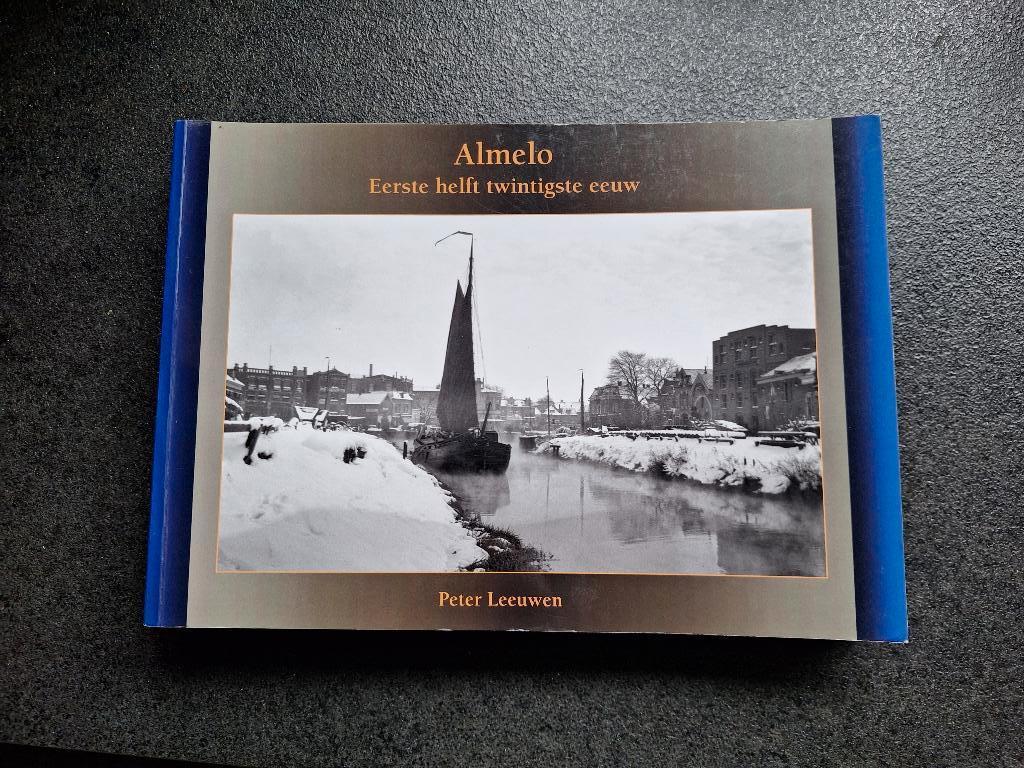 Almelo
Eerste helft twintigste eeuw
Peter Leeuwen